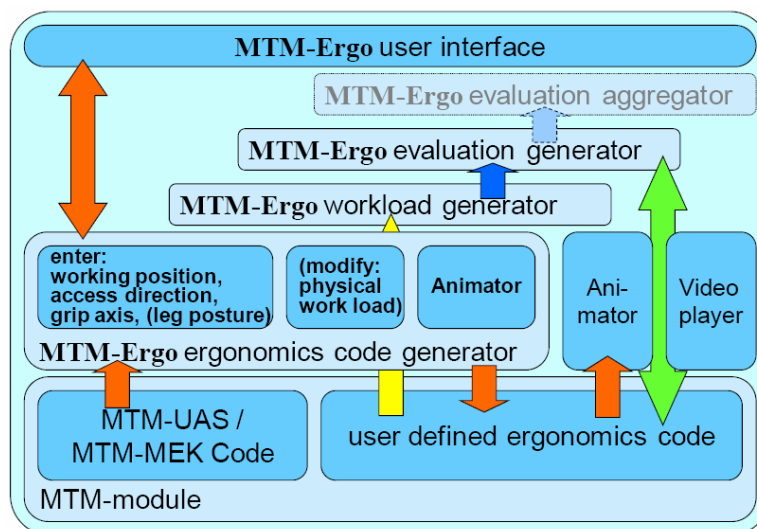 MTM-Ergo user interface
MTM-Ergo evaluation aggregator
MTM-Ergo evaluation generator
MTM-Ergo workload generator
enter:
working position,
access direction,
grip axis, (leg posture)
(modify:
physical
work load)
Animator
Ani-
mator
Video
player
MTM-Ergo ergonomics code generator
MTM-UAS /
MTM-MEK Code
user defined ergonomics code
MTM-module